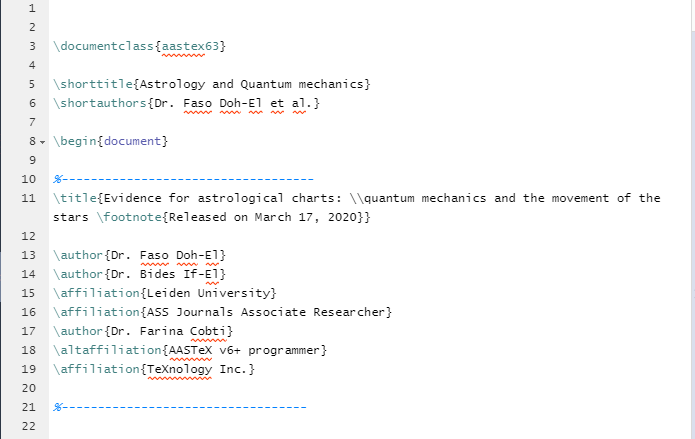 1
2
3 \documentclass{aastex63}
4
5 \shorttitle{Astrology and Quantum mechanics}
6 \shortauthors{Dr. Faso Doh-El et al.}
7
8 \begin{document}
9
10 %-----------------------------------
11 \title{Evidence for astrological charts: \\quantum mechanics and the movement of the
stars \footnote{Released on March 17, 2020}}
12
13 \author{Dr. Faso Doh-El}
14 \author{Dr. Bides If-El}
15 \affiliation{Leiden University}
16 \affiliation{ASS Journals Associate Researcher}
17 \author{Dr. Farina Cobti}
18 \altaffiliation{AASTeX v6+ programmer}
19 \affiliation{TeXnology Inc.}
20
21 %----------------------------------
22